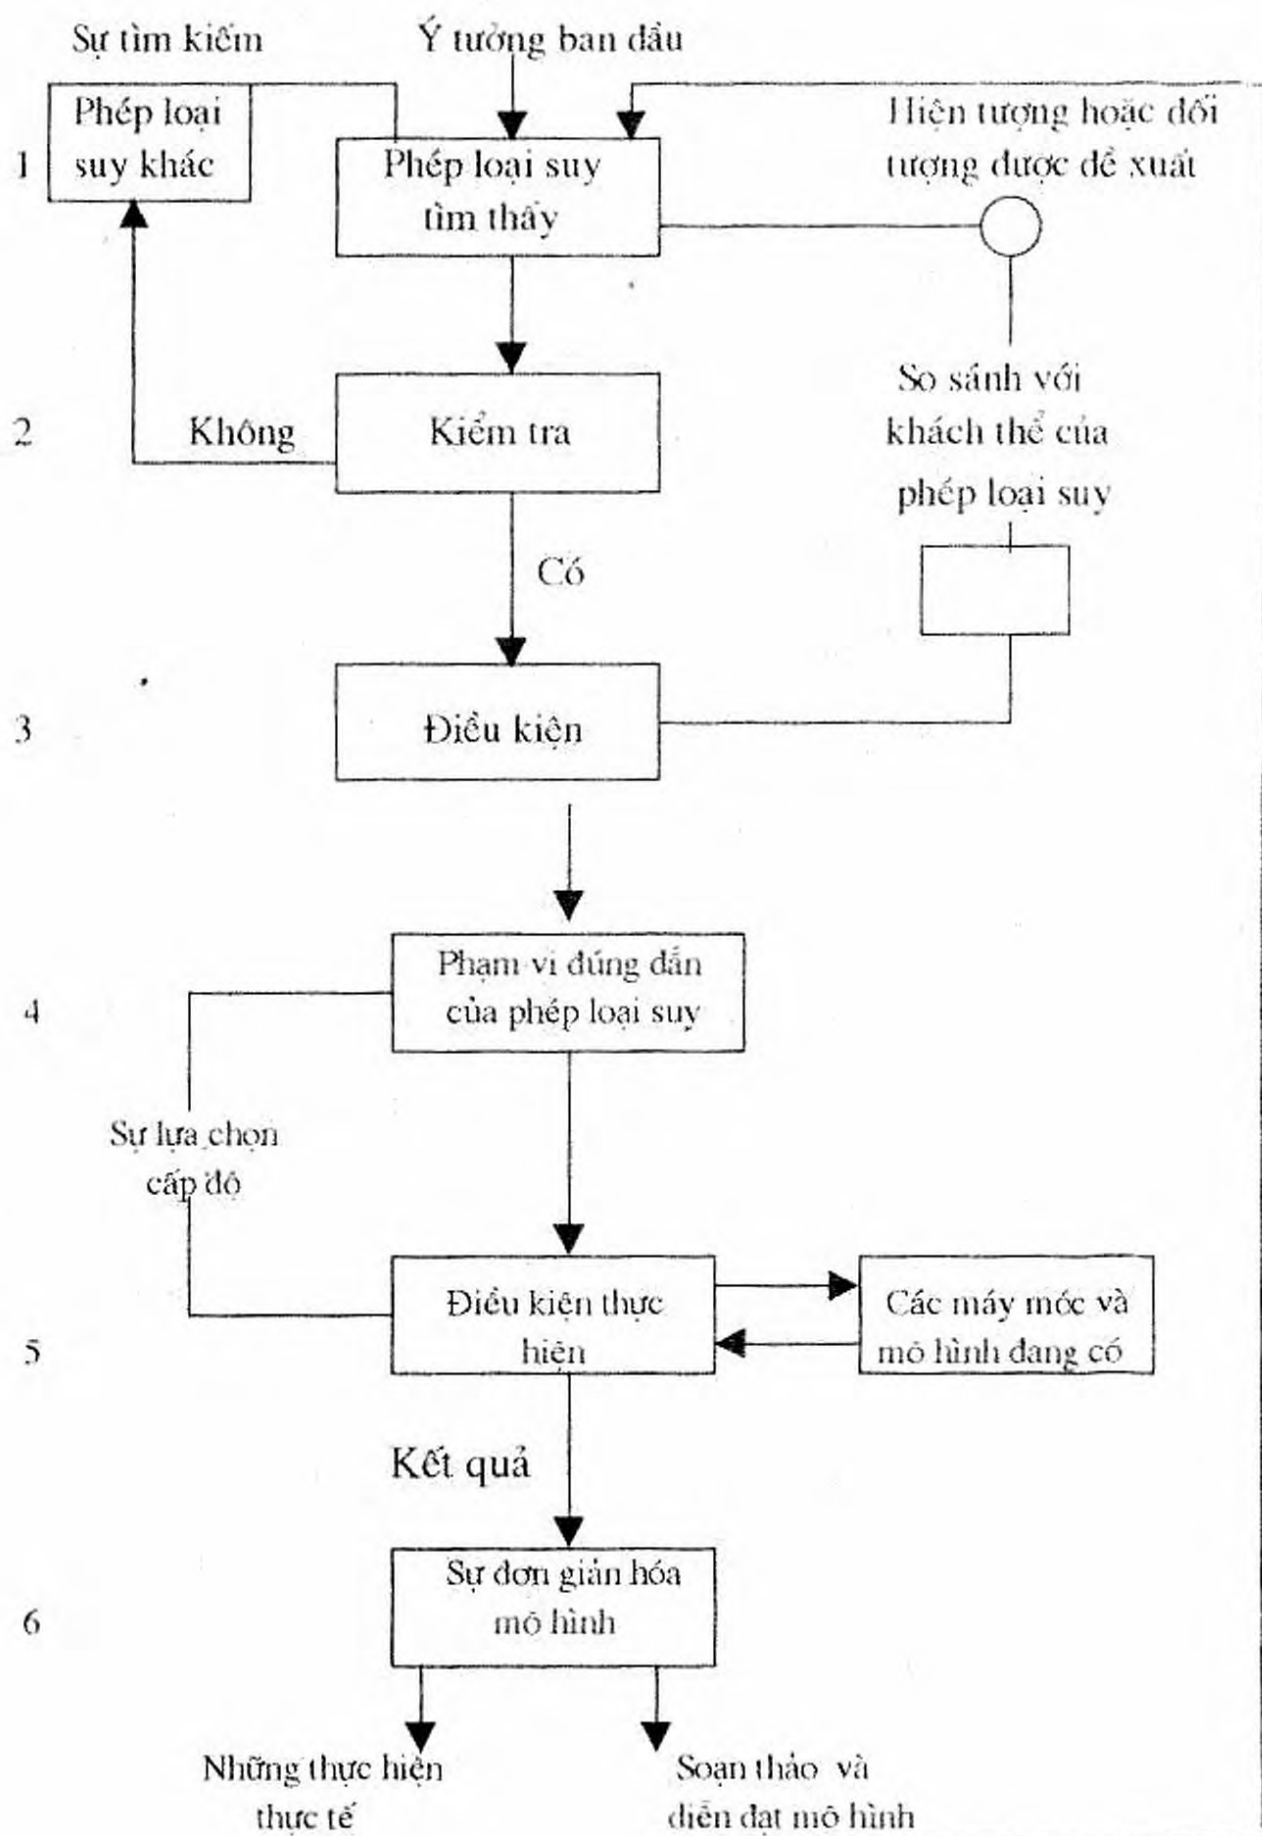 Sự tìm kiếm
Ý tưởng ban đầu
Phép loại
suy khác
1
Phép loại suy
tìm thấy
Hiện tượng hoặc đối
tượng được đề xuất
2
Không
Kiểm tra
So sánh với
khách thể của
phép loại suy
Có
3
Điều kiện
4
Phạm vi đúng đắn
của phép loại suy
Sự lựa chọn
cấp độ
5
Điều kiện thực
hiện
Các máy móc và
mô hình đang có
Kết quả
6
Sự đơn giản hóa
mô hình
Những thực hiện
thực tế
Soạn thảo và
diễn đạt mô hình